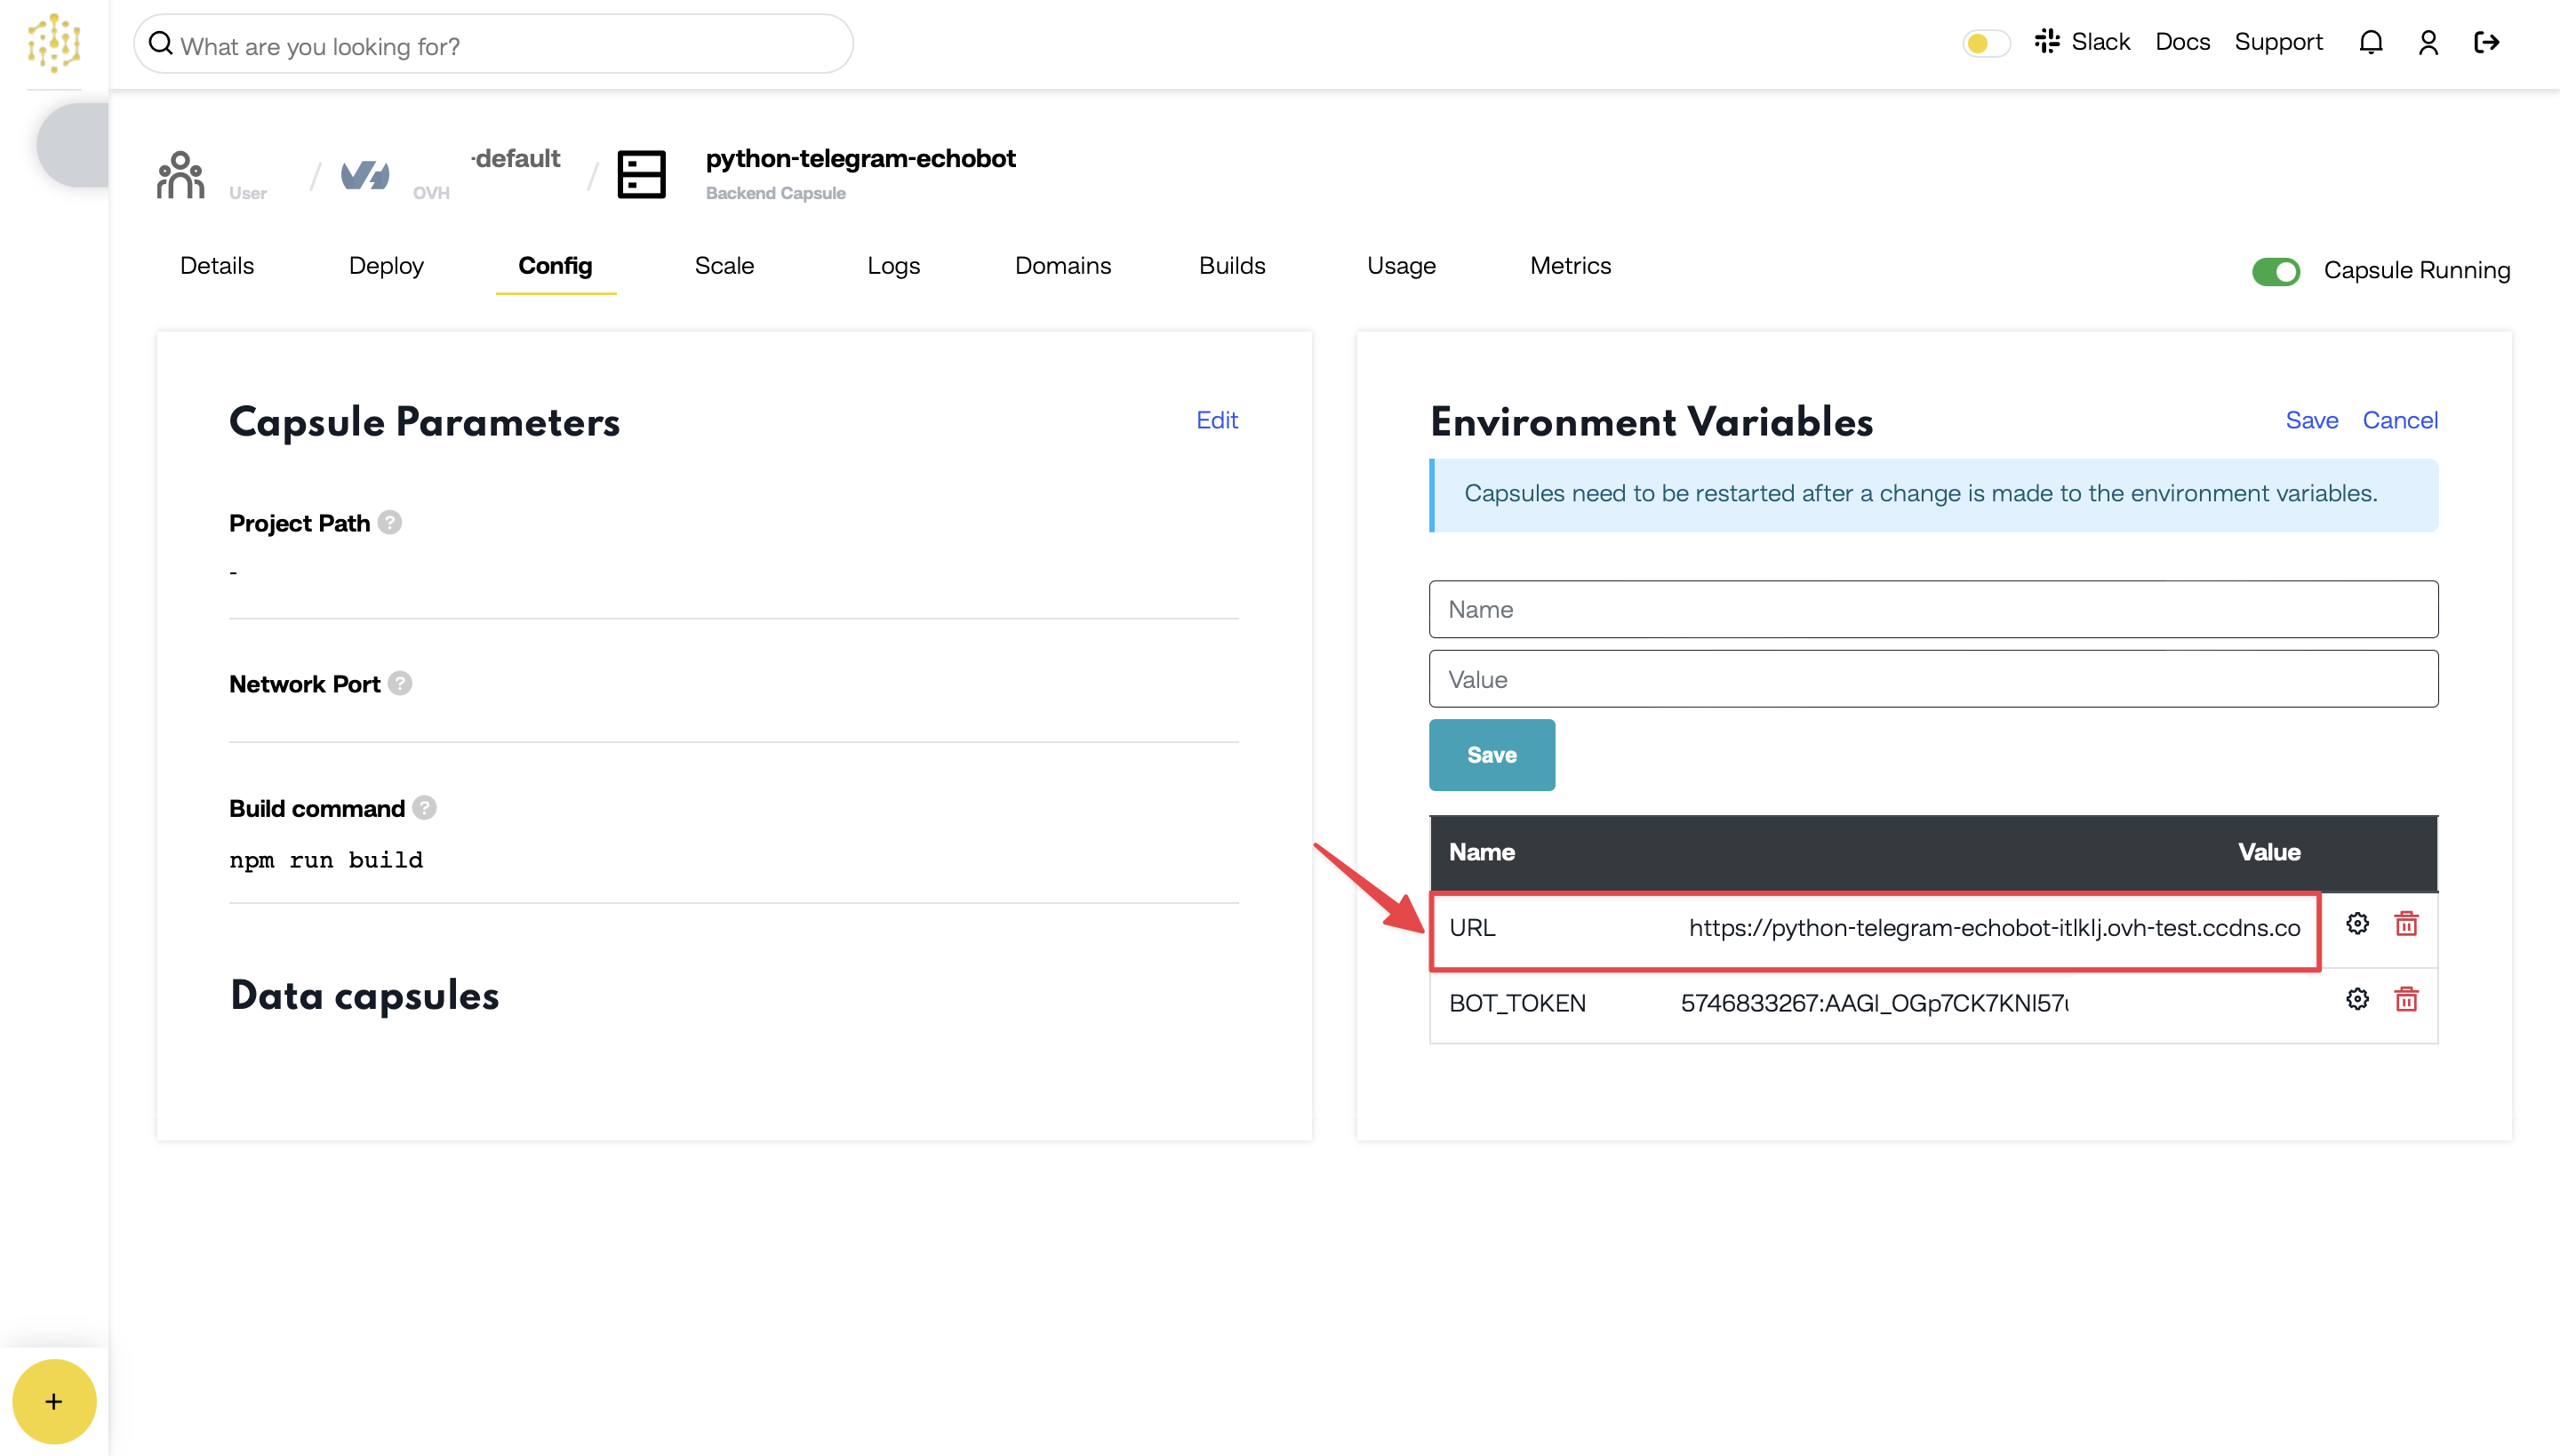 What are you looking for?
Slack Docs Support
User
OVH
-default
python-telegram-echobot
Backend Capsule
Details Deploy Config Scale Logs Domains Builds Usage Metrics
Capsule Running
Capsule Parameters
Edit
Project Path ?
-
Network Port ?
Build command ?
npm run build
Data capsules
Environment Variables
Save Cancel
Capsules need to be restarted after a change is made to the environment variables.
Name
Value
Save
Name Value
URL https://python-telegram-echobot-itlklj.ovh-test.ccdns.co
BOT_TOKEN
+